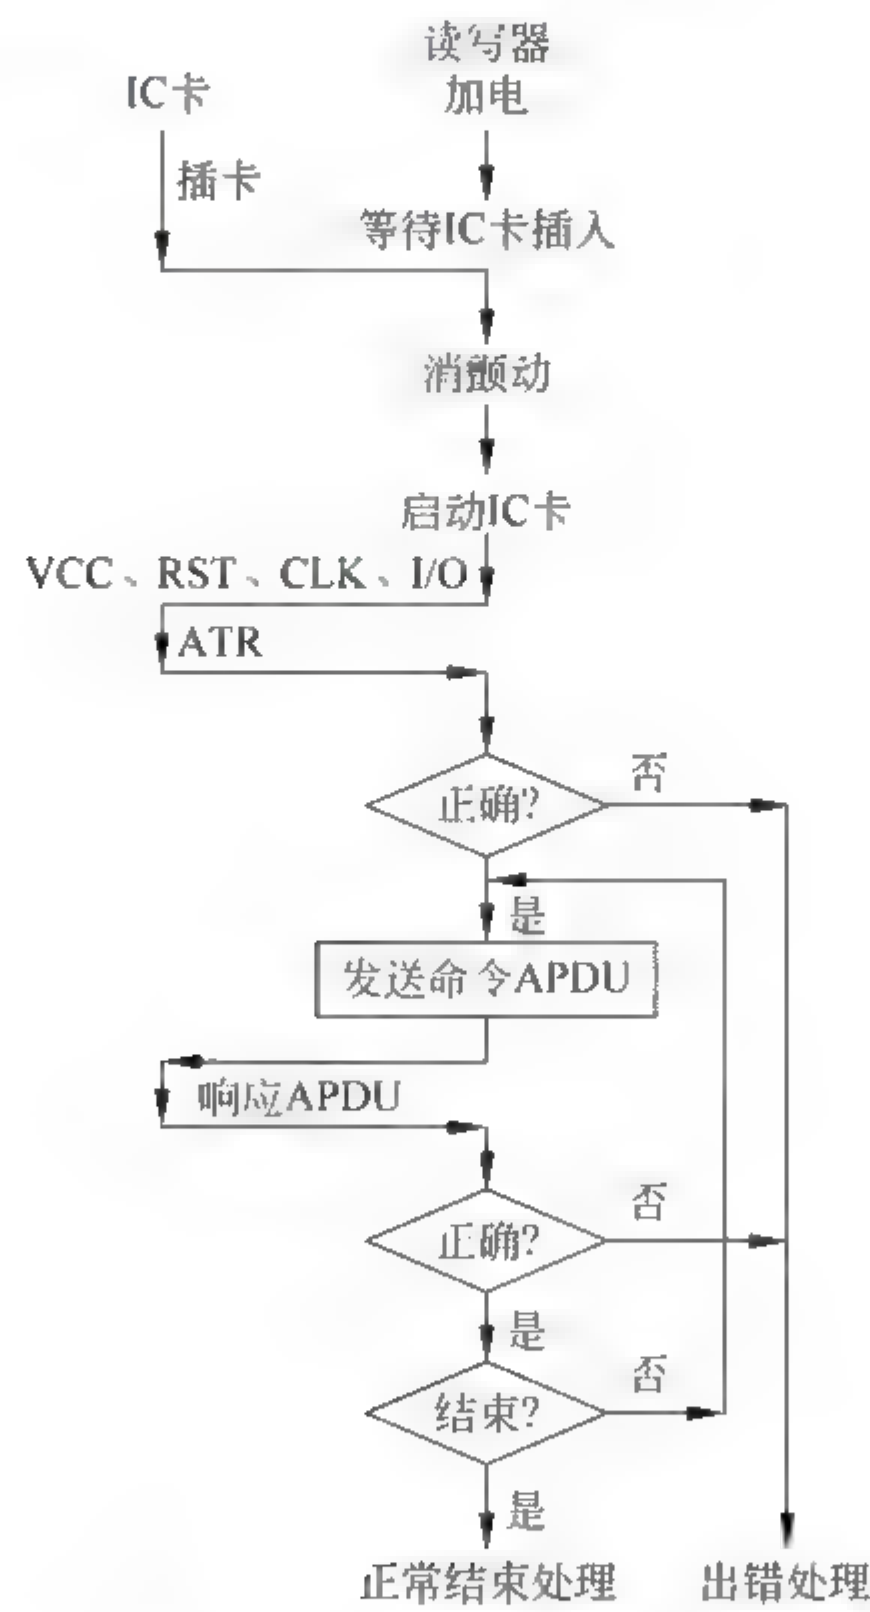 读写器
加电
IC卡
插卡
等待IC卡插入
消颤动
启动IC卡
VCC、RST、CLK、I/O
ATR
正确?
否
是
发送命令APDU
响应APDU
正确?
否
是
结束?
否
是
正常结束处理
出错处理